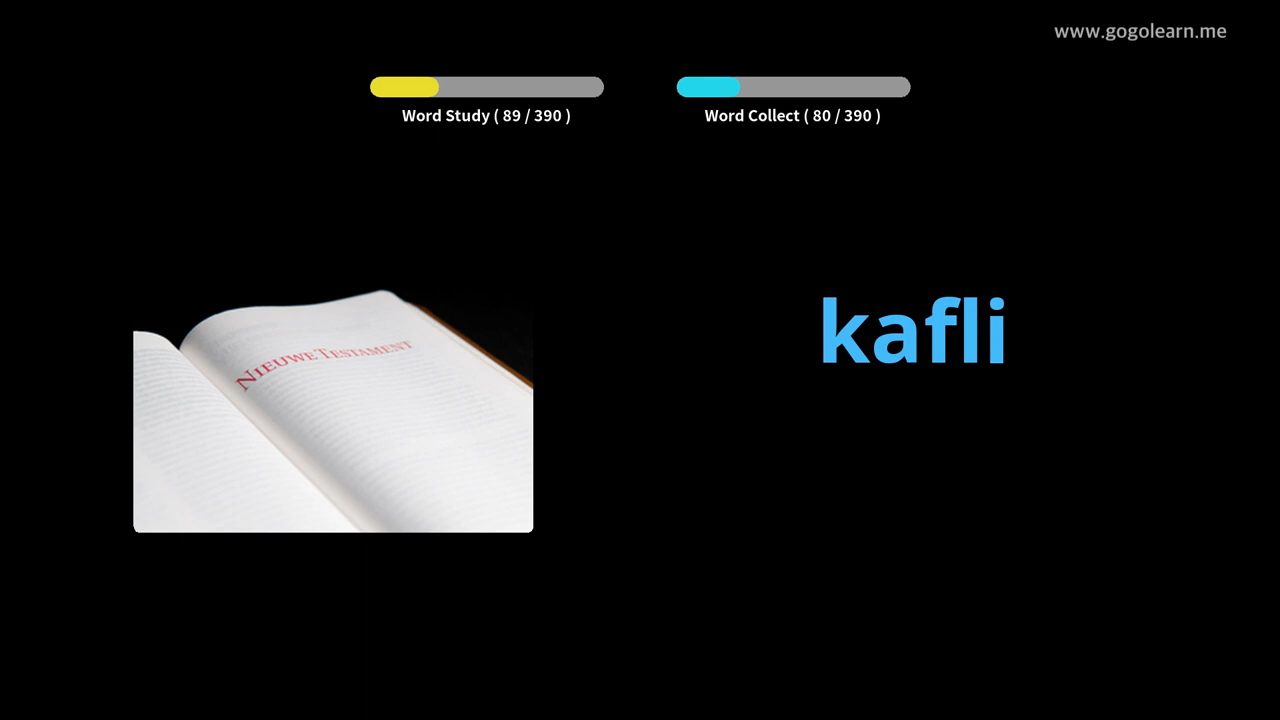 www.gogolearn.me
Word Study ( 89 / 390 )
Word Collect ( 80 / 390 )
NIEUWE TESTAMENT
kafli